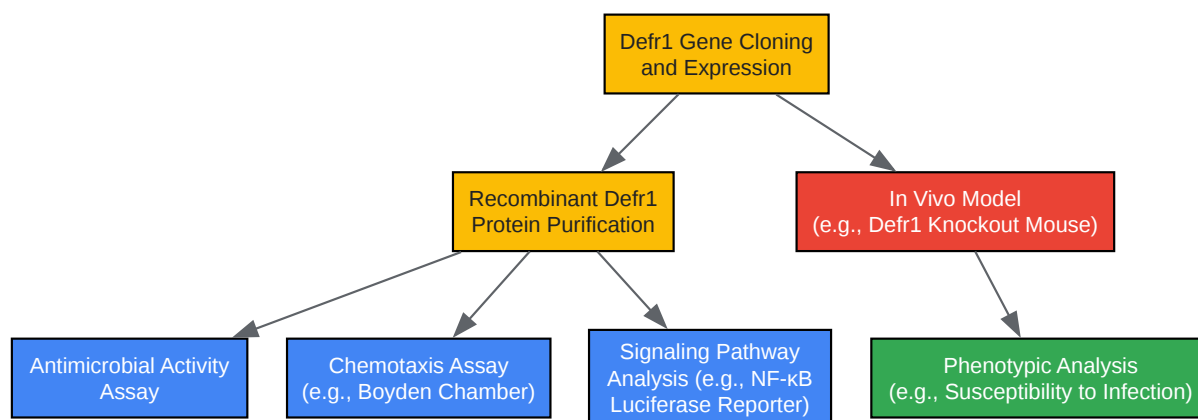 Defr1 Gene Cloning
and Expression
Recombinant Defr1
Protein Purification
In Vivo Model
(e.g., Defr1 Knockout Mouse)
Antimicrobial Activity
Assay
Chemotaxis Assay
(e.g., Boyden Chamber)
Signaling Pathway
Analysis (e.g., NF-κB
Luciferase Reporter)
Phenotypic Analysis
(e.g., Susceptibility to Infection)